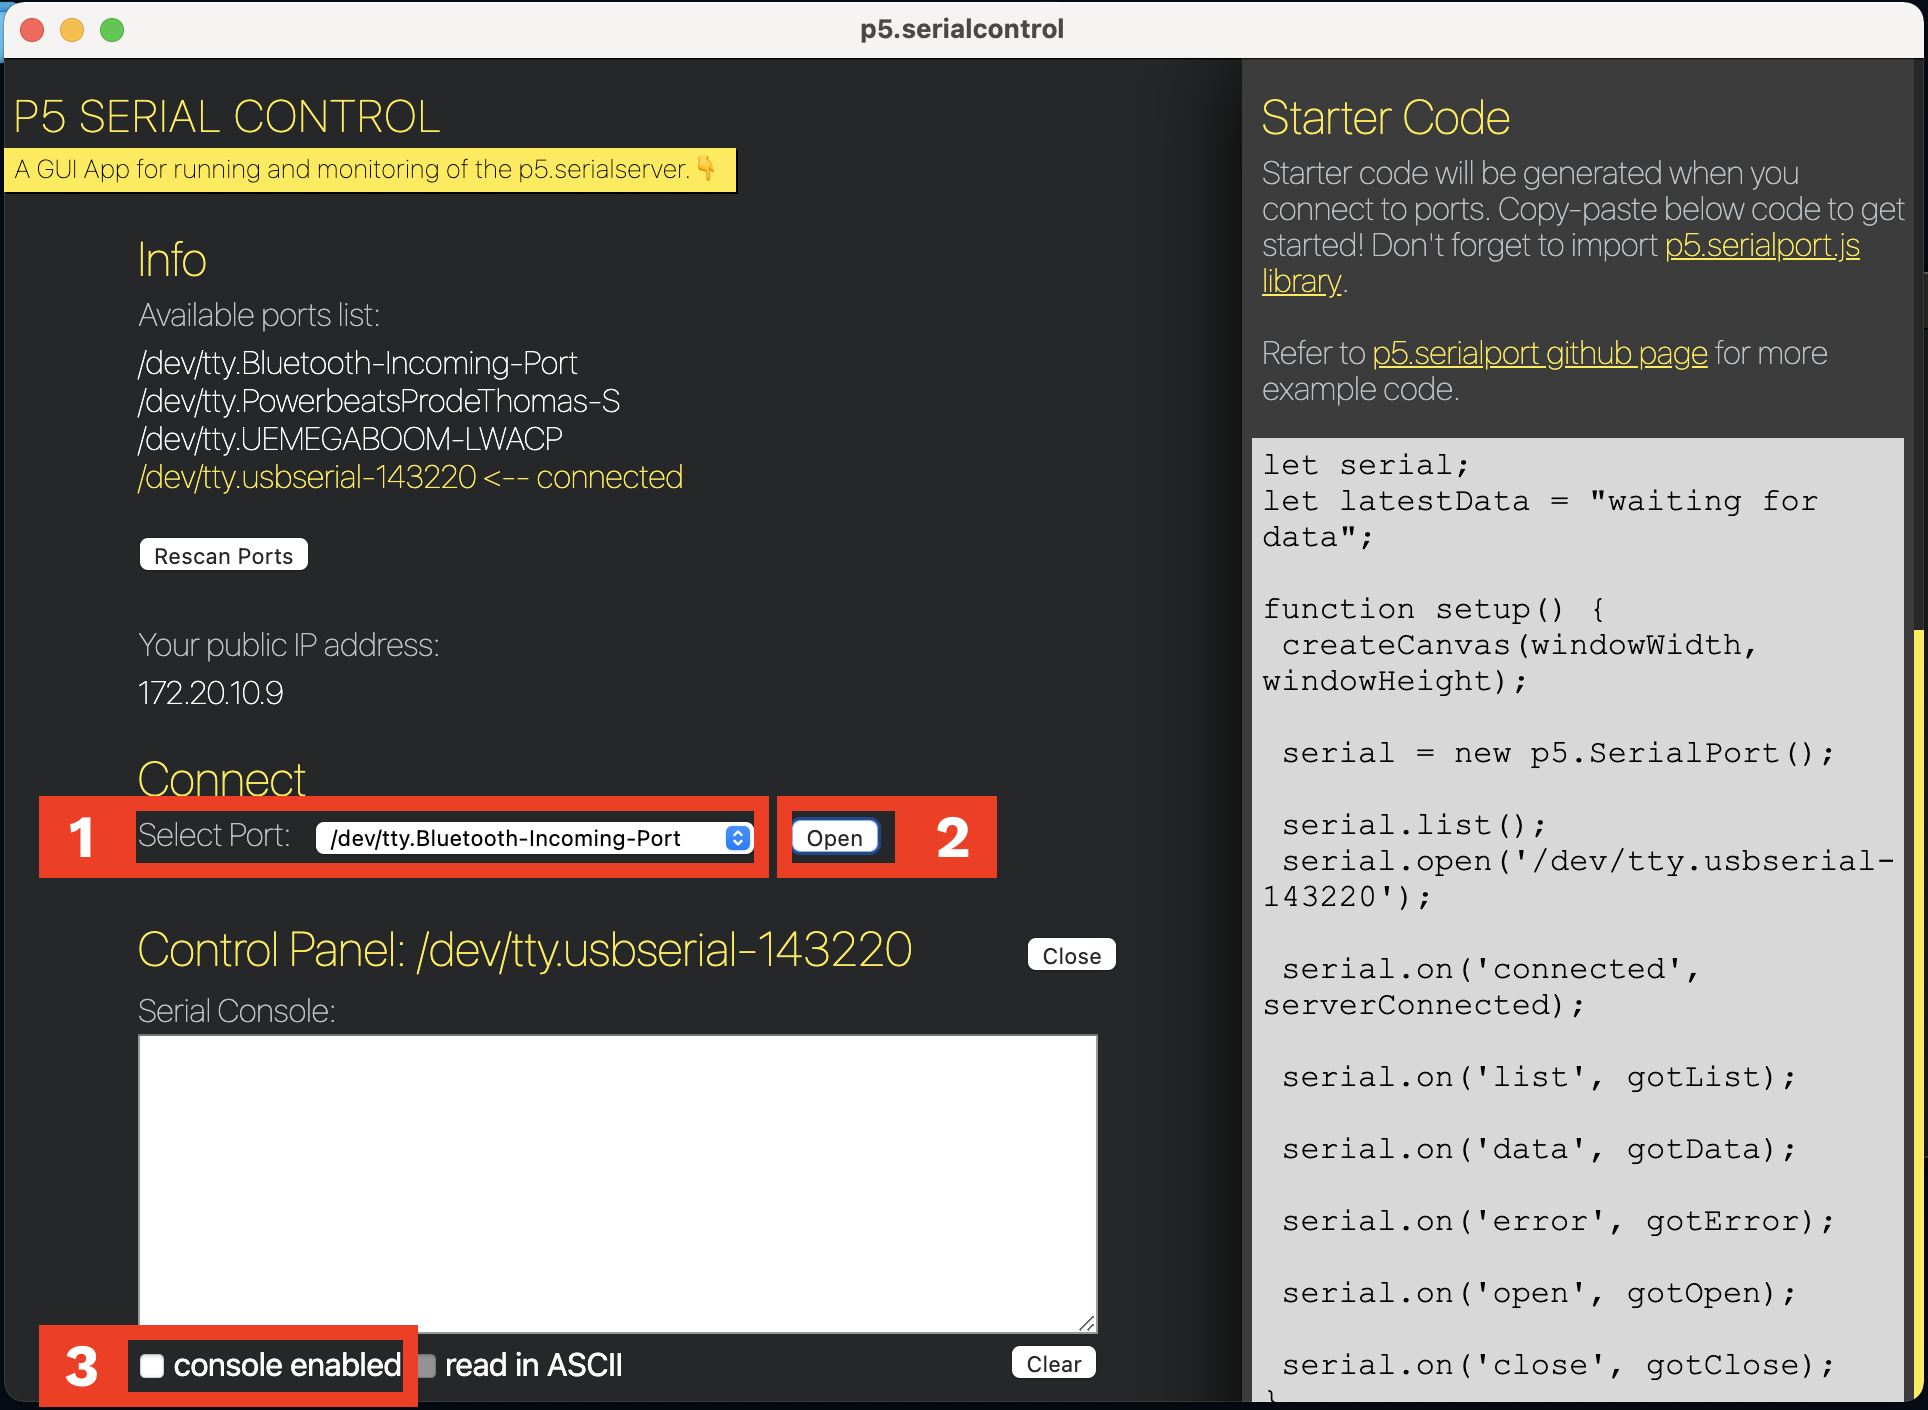 p5.serialcontrol
P5 SERIAL CONTROL
A GUI App for running and monitoring of the p5.serialserver.👇
Info
Available ports list:
/dev/tty.Bluetooth-Incoming-Port
/dev/tty.PowerbeatsProdeThomas-S
/dev/tty.UEMEGABOOM-LWACP
/dev/tty.usbserial-143220 <-- connected
Rescan Ports
Your public IP address:
172.20.10.9
Connect
1 Select Port: /dev/tty.Bluetooth-Incoming-Port Open 2
Control Panel: /dev/tty.usbserial-143220 Close
Serial Console:
3 console enabled read in ASCII Clear
Starter Code
Starter code will be generated when you
connect to ports. Copy-paste below code to get
started! Don't forget to import p5.serialport.js
library.
Refer to p5.serialport github page for more
example code.
let serial;
let latestData = "waiting for
data";
function setup() {
createCanvas(windowWidth,
windowHeight);
serial = new p5.SerialPort();
serial.list();
serial.open('/dev/tty.usbserial-
143220');
serial.on('connected',
serverConnected);
serial.on('list', gotList);
serial.on('data', gotData);
serial.on('error', gotError);
serial.on('open', gotOpen);
serial.on('close', gotClose);
}